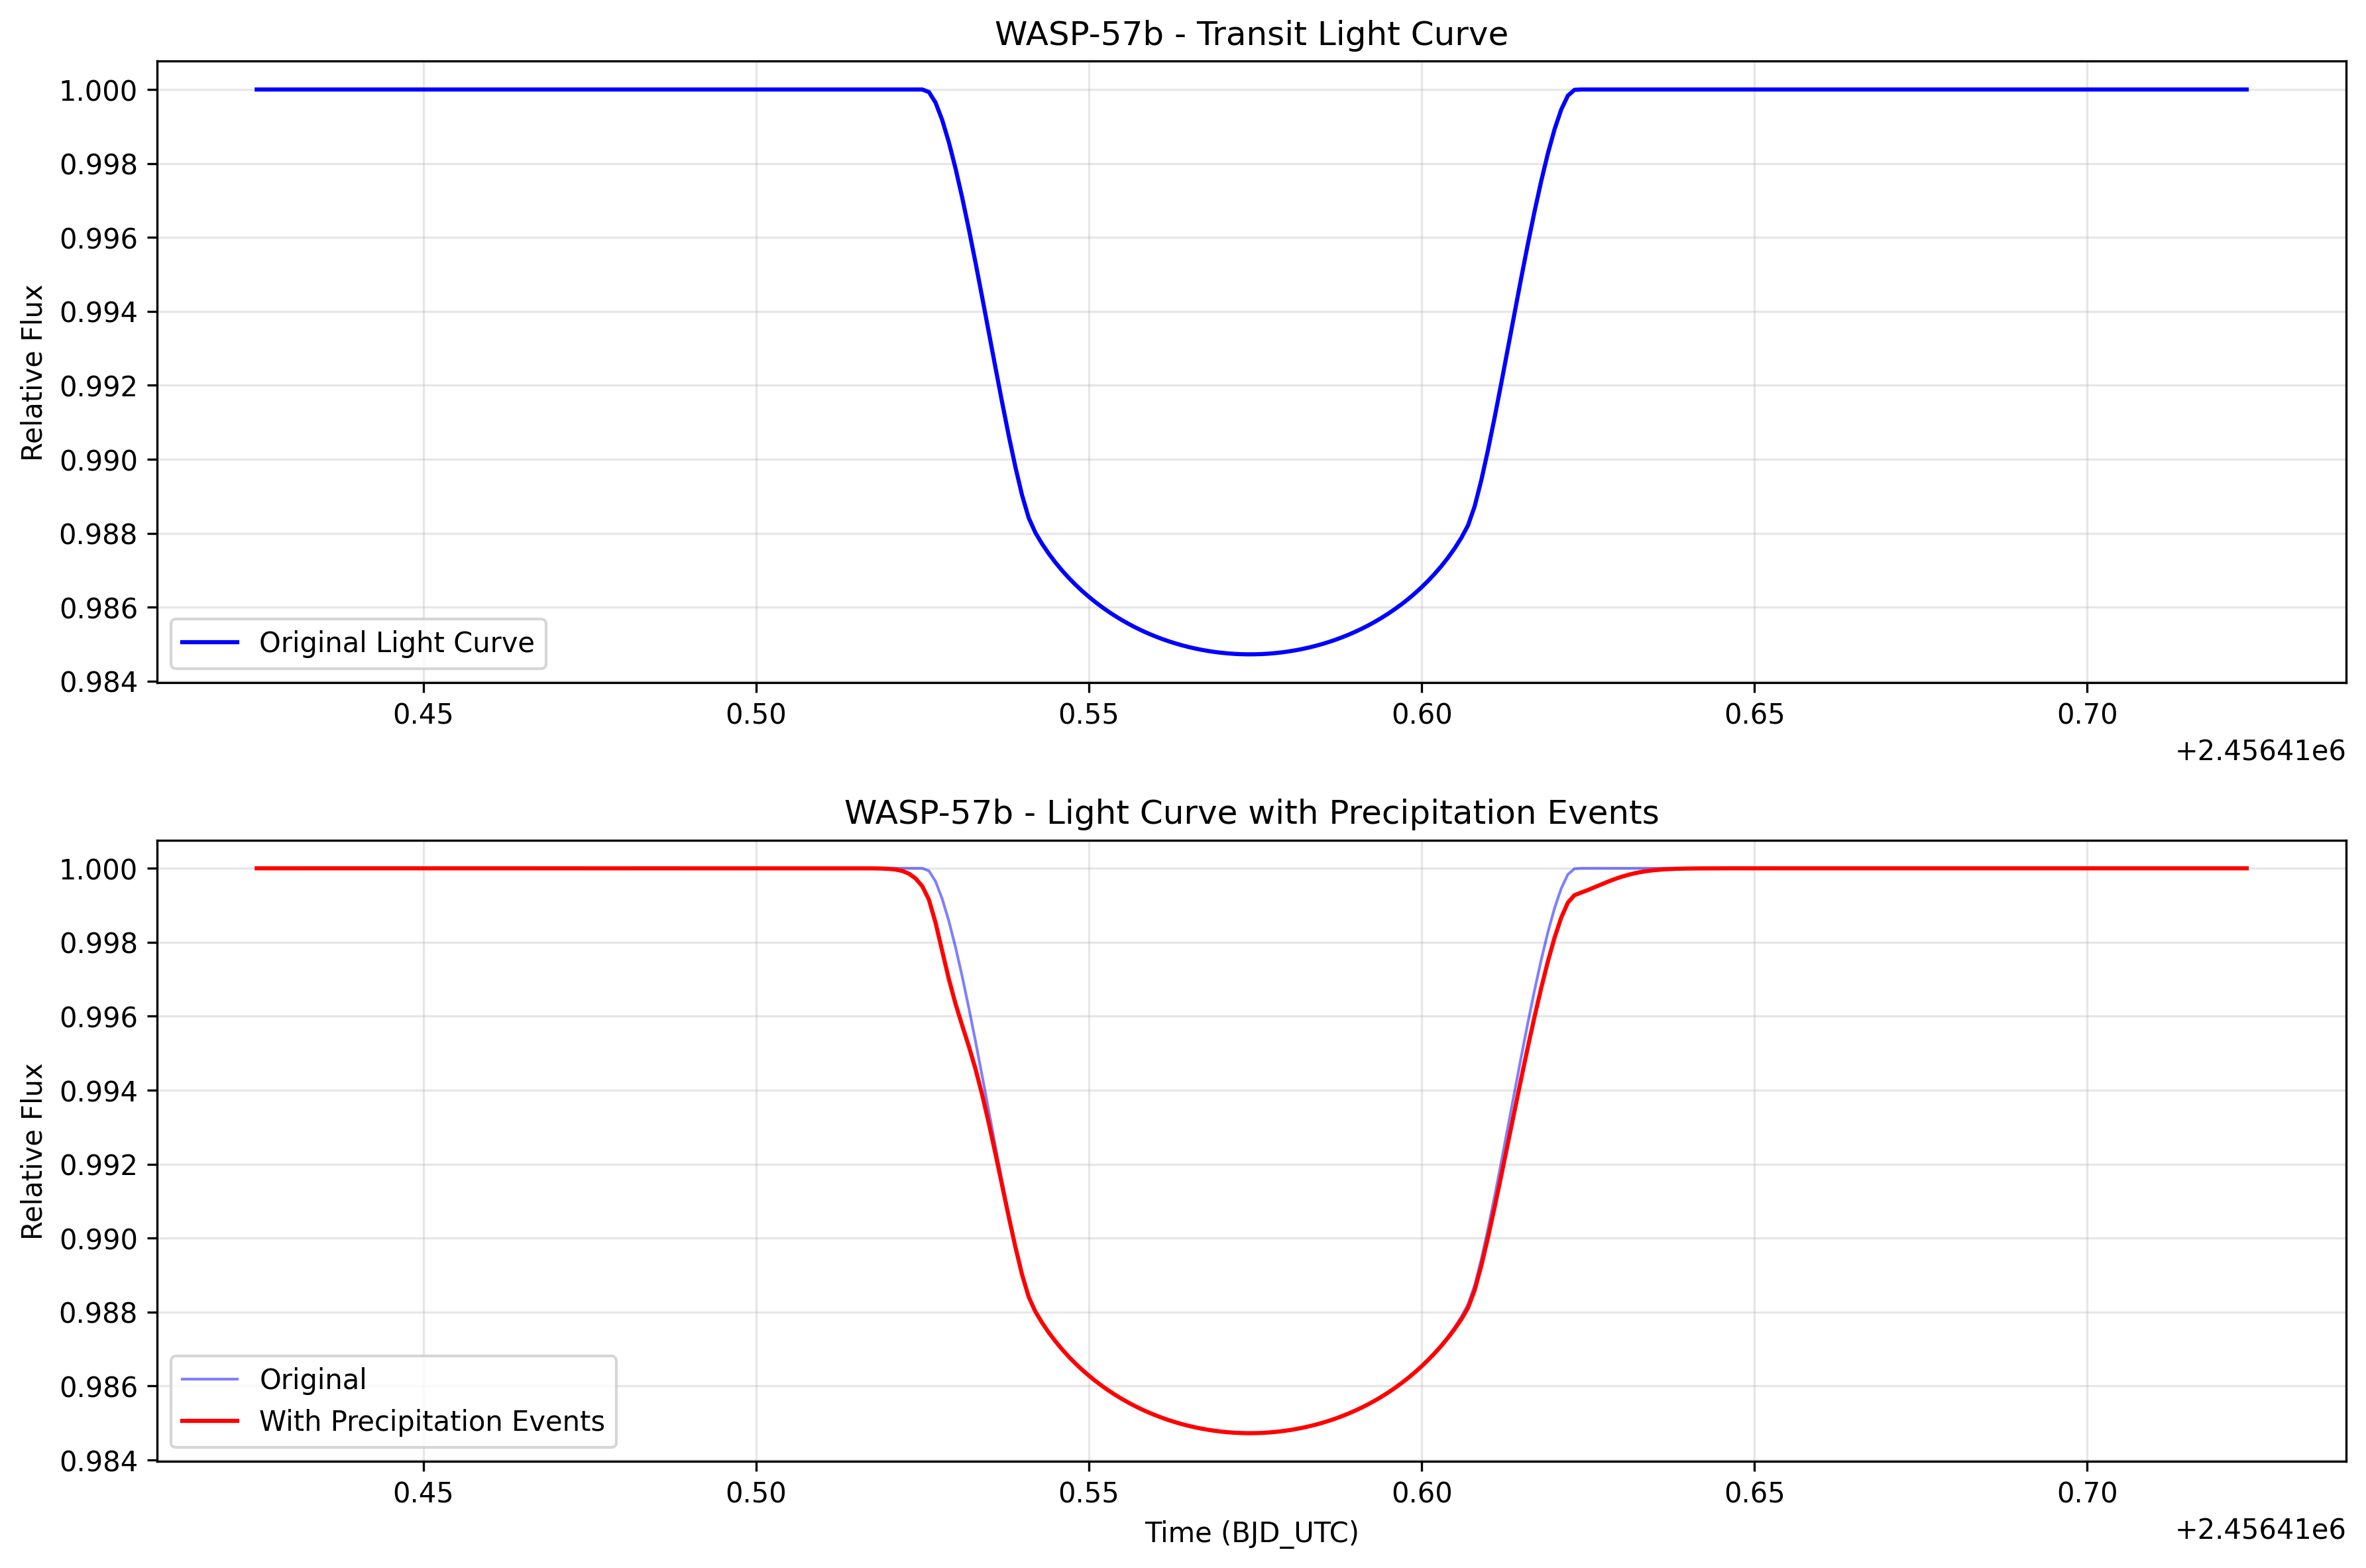 WASP-57b - Transit Light Curve
Relative Flux
1.000
0.998
0.996
0.994
0.992
0.990
0.988
0.986
0.984
Original Light Curve
0.45 0.50 0.55 0.60 0.65 0.70
+2.45641e6
WASP-57b - Light Curve with Precipitation Events
Relative Flux
1.000
0.998
0.996
0.994
0.992
0.990
0.988
0.986
0.984
Original
With Precipitation Events
0.45 0.50 0.55 0.60 0.65 0.70
Time (BJD_UTC)
+2.45641e6